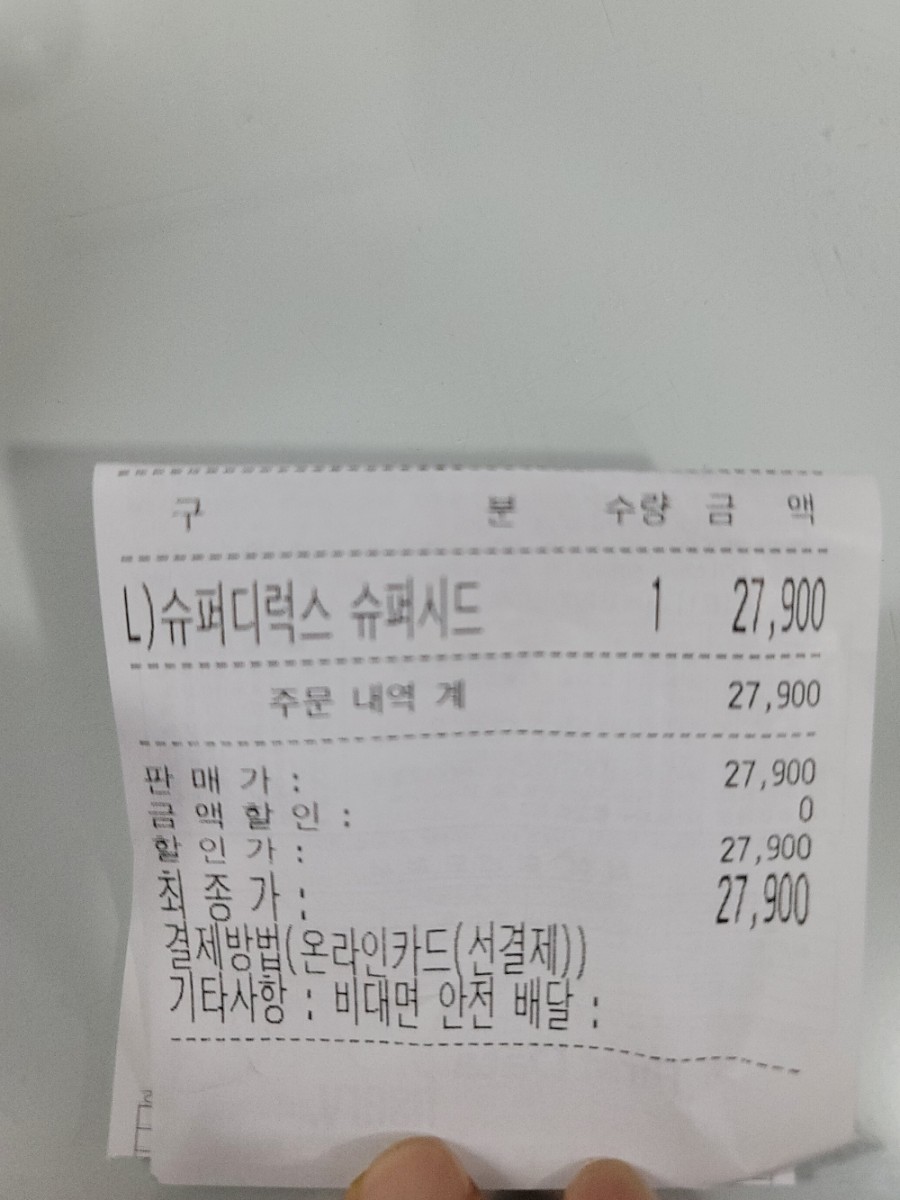 구 분 수량 금 액
L)슈퍼디럭스 슈퍼시드 1 27,900
주문 내역 계 27,900
판 매 가 : 27,900
금 액 할 인 : 0
할 인 가 : 27,900
최 종 가 : 27,900
결제방법(온라인카드(선결제))
기타사항 : 비대면 안전 배달 :